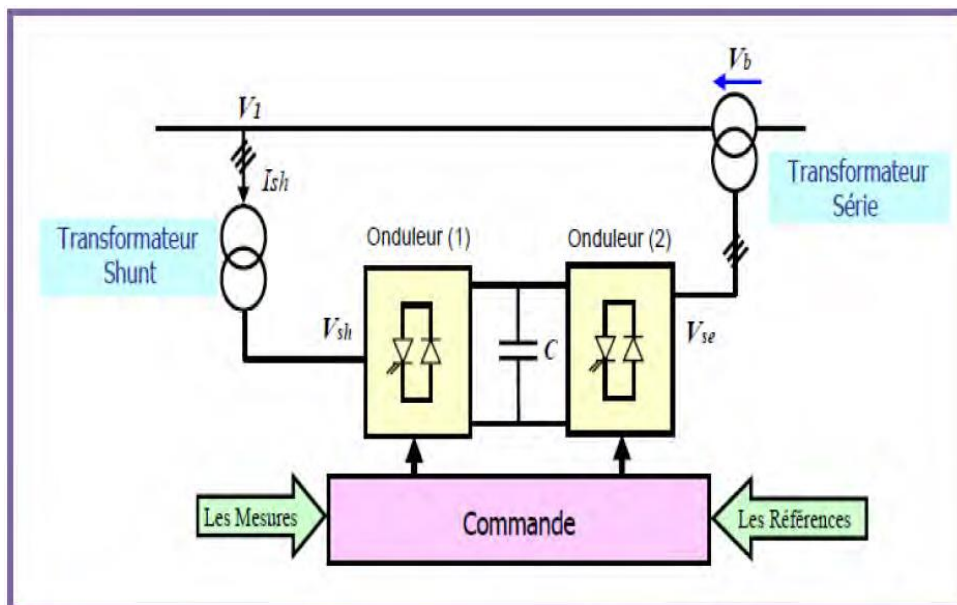 V1
Vb
Ish
Transformateur
Série
Transformateur
Shunt
Onduleur (1)
Onduleur (2)
Vsh
C
Vse
Les Mesures
Commande
Les Références